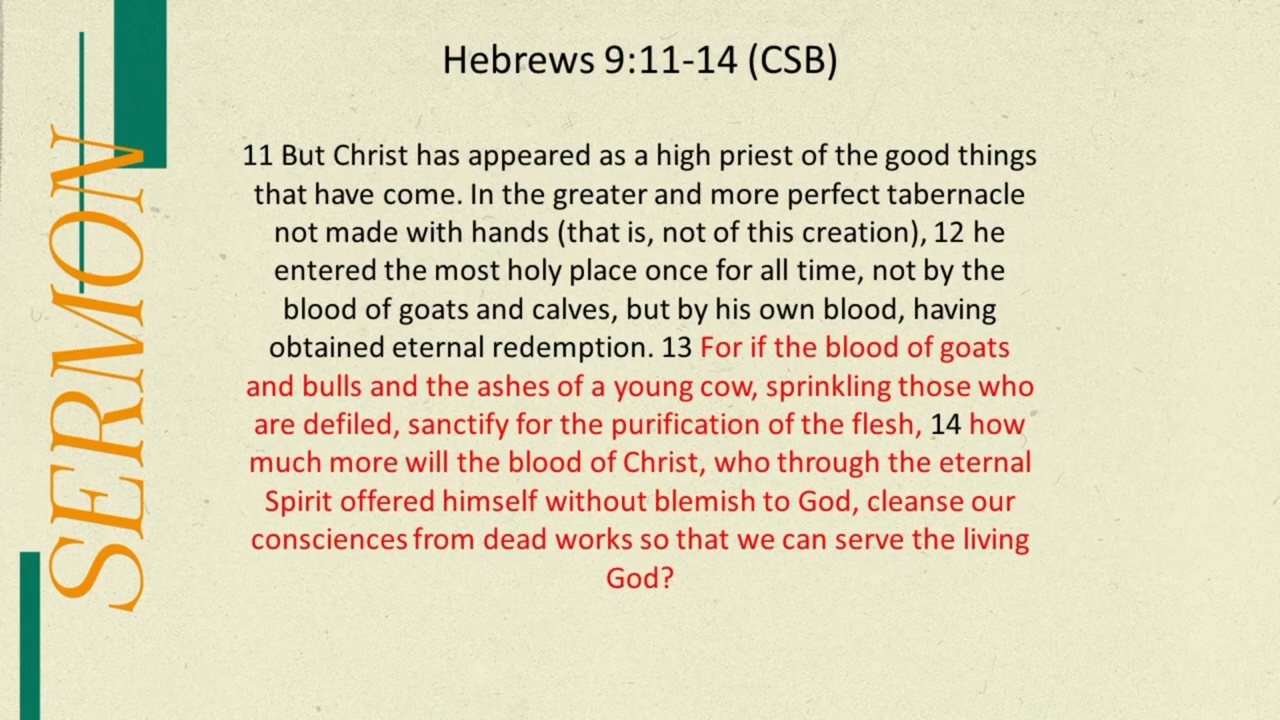 SERMON
Hebrews 9:11-14 (CSB)
11 But Christ has appeared as a high priest of the good things
that have come. In the greater and more perfect tabernacle
not made with hands (that is, not of this creation), 12 he
entered the most holy place once for all time, not by the
blood of goats and calves, but by his own blood, having
obtained eternal redemption. 13 For if the blood of goats
and bulls and the ashes of a young cow, sprinkling those who
are defiled, sanctify for the purification of the flesh, 14 how
much more will the blood of Christ, who through the eternal
Spirit offered himself without blemish to God, cleanse our
consciences from dead works so that we can serve the living
God?